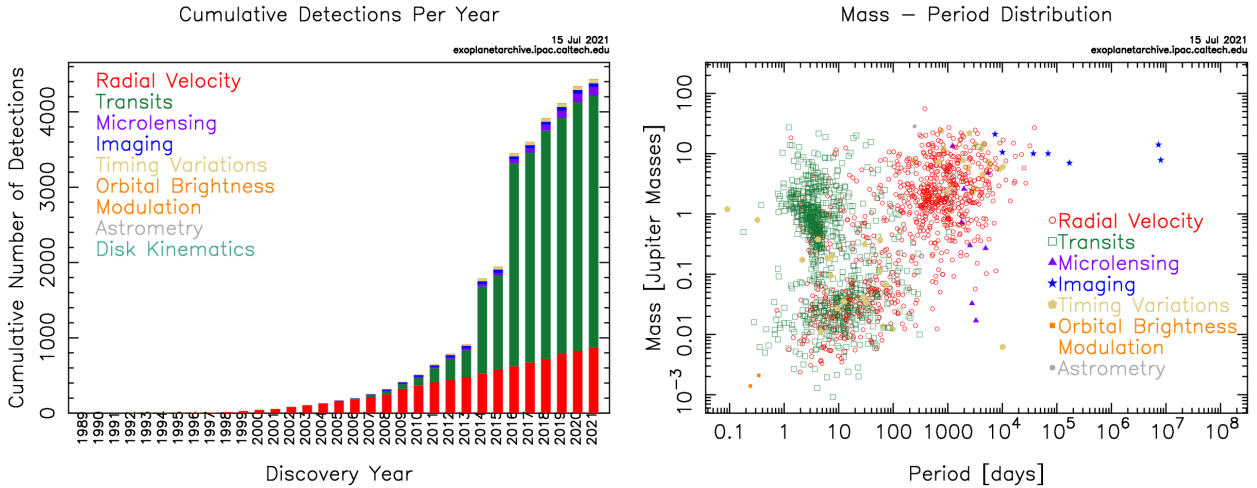 Cumulative Detections Per Year
15 Jul 2021
exoplanetarchive.ipac.caltech.edu
Cumulative Number of Detections
4000
3000
2000
1000
0
Radial Velocity
Transits
Microlensing
Imaging
Timing Variations
Orbital Brightness
Modulation
Astrometry
Disk Kinematics
1989 1990 1991 1992 1993 1994 1995 1996 1997 1998 1999 2000 2001 2002 2003 2004 2005 2006 2007 2008 2009 2010 2011 2012 2013 2014 2015 2016 2017 2018 2019 2020 2021
Discovery Year
Mass – Period Distribution
15 Jul 2021
exoplanetarchive.ipac.caltech.edu
Mass [Jupiter Masses]
100
10
1
0.1
0.01
10⁻³
Radial Velocity
Transits
Microlensing
Imaging
Timing Variations
Orbital Brightness
Modulation
Astrometry
0.1 1 10 100 1000 10⁴ 10⁵ 10⁶ 10⁷ 10⁸
Period [days]